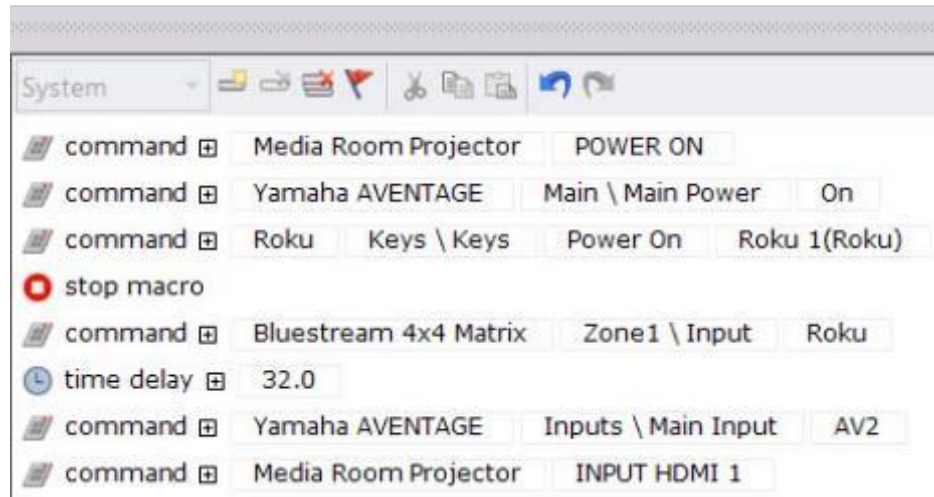 System
command Media Room Projector POWER ON
command Yamaha AVENTAGE Main \ Main Power On
command Roku Keys \ Keys Power On Roku 1(Roku)
stop macro
command Bluestream 4x4 Matrix Zone1 \ Input Roku
time delay 32.0
command Yamaha AVENTAGE Inputs \ Main Input AV2
command Media Room Projector INPUT HDMI 1